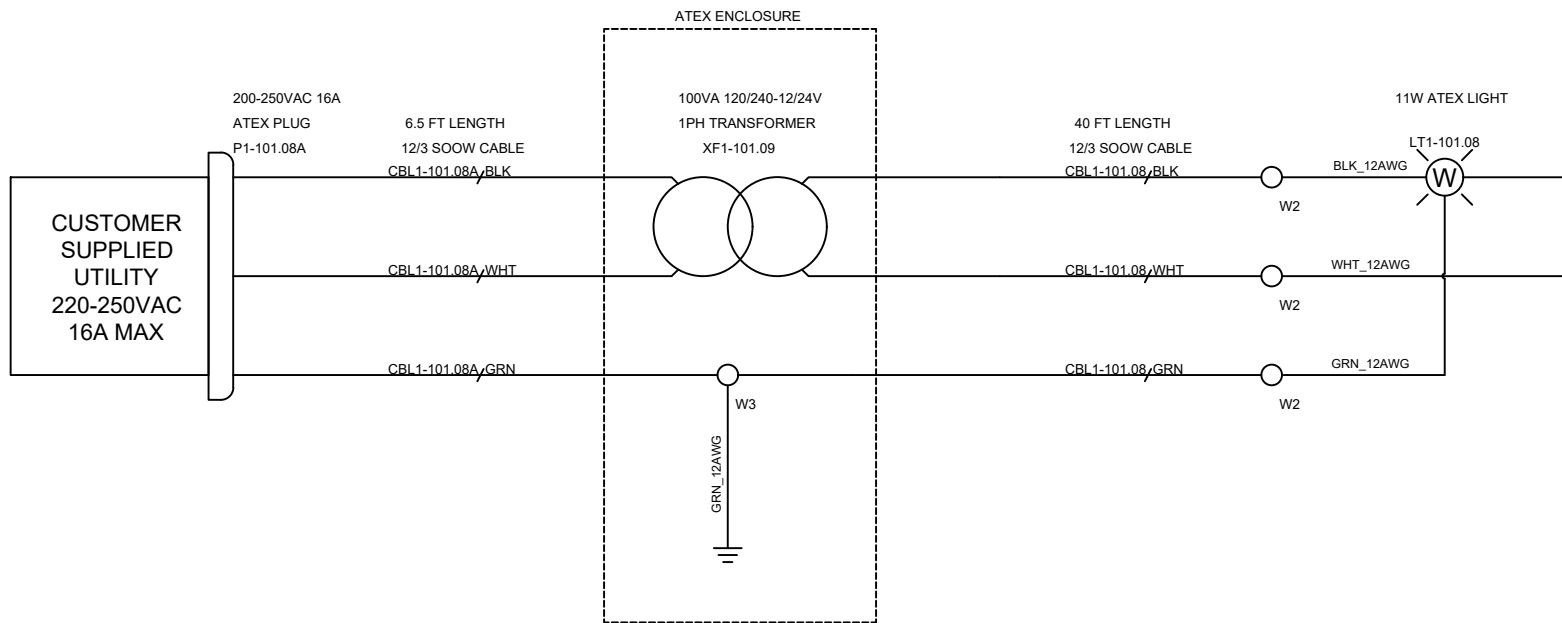 ATEX ENCLOSURE
200-250VAC 16A
ATEX PLUG
P1-101.08A
6.5 FT LENGTH
12/3 SOOW CABLE
100VA 120/240-12/24V
1PH TRANSFORMER
XF1-101.09
40 FT LENGTH
12/3 SOOW CABLE
11W ATEX LIGHT
LT1-101.08
CBL1-101.08A/BLK
CBL1-101.08/BLK
BLK_12AWG
W
W2
CUSTOMER
SUPPLIED
UTILITY
220-250VAC
16A MAX
CBL1-101.08A/WHT
CBL1-101.08/WHT
WHT_12AWG
W2
CBL1-101.08A/GRN
CBL1-101.08/GRN
GRN_12AWG
W3
W2
GRN_12AWG